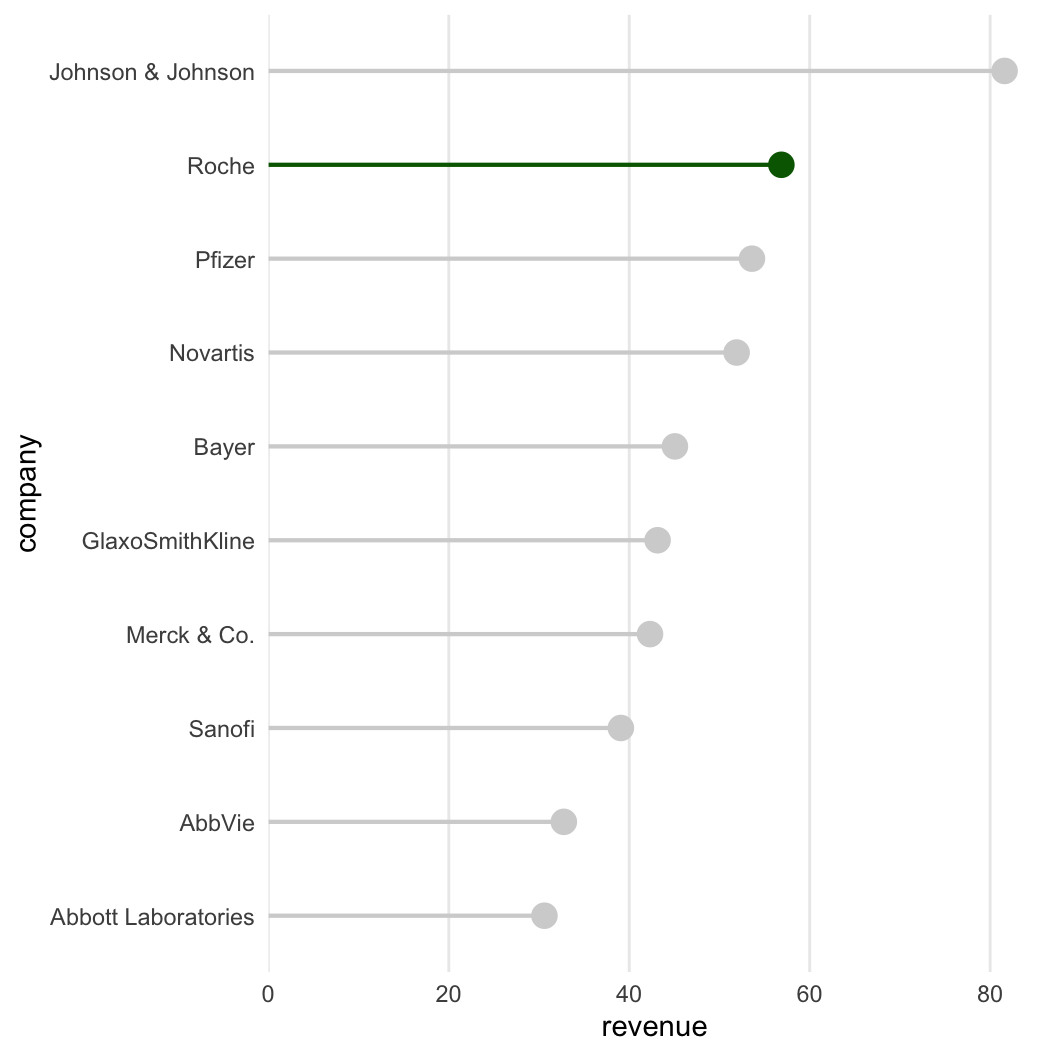 Johnson & Johnson
Roche
Pfizer
Novartis
Bayer
GlaxoSmithKline
Merck & Co.
Sanofi
AbbVie
Abbott Laboratories
company
0 20 40 60 80
revenue